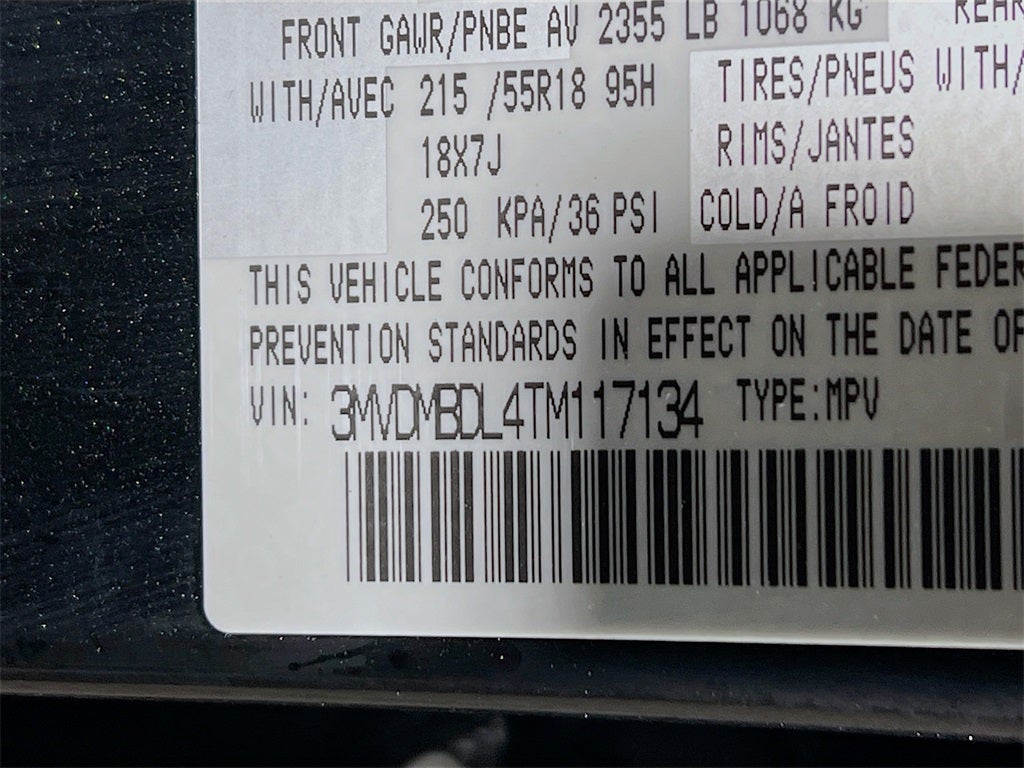 FRONT GAWR/PNBE AV 2355 LB 1068 KG REAR
WITH/AVEC 215 /55R18 95H TIRES/PNEUS WITH/
18X7J RIMS/JANTES
250 KPA/36 PSI COLD/A FROID
THIS VEHICLE CONFORMS TO ALL APPLICABLE FEDER
PREVENTION STANDARDS IN EFFECT ON THE DATE OF
VIN: 3MVDMBDL4TM117134 TYPE:MPV